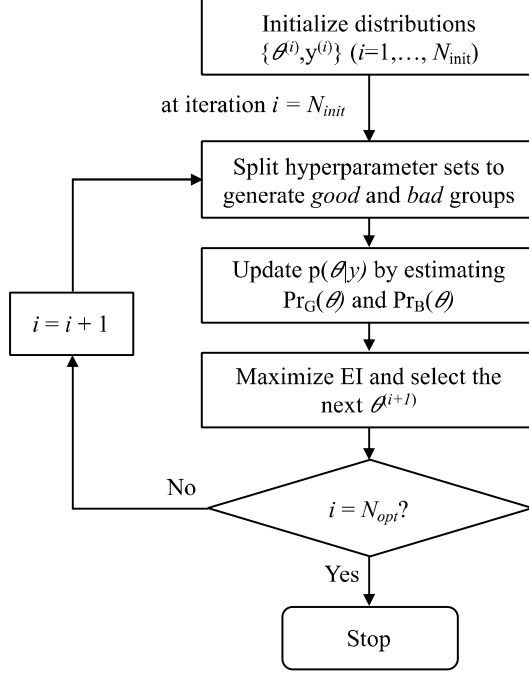 Initialize distributions
{θ⁽ⁱ⁾,y⁽ⁱ⁾} (i=1,…, N_init)
at iteration i = N_init
Split hyperparameter sets to
generate good and bad groups
Update p(θ|y) by estimating
Pr_G(θ) and Pr_B(θ)
i = i + 1
Maximize EI and select the
next θ⁽ⁱ⁺¹⁾
No
i = N_opt?
Yes
Stop